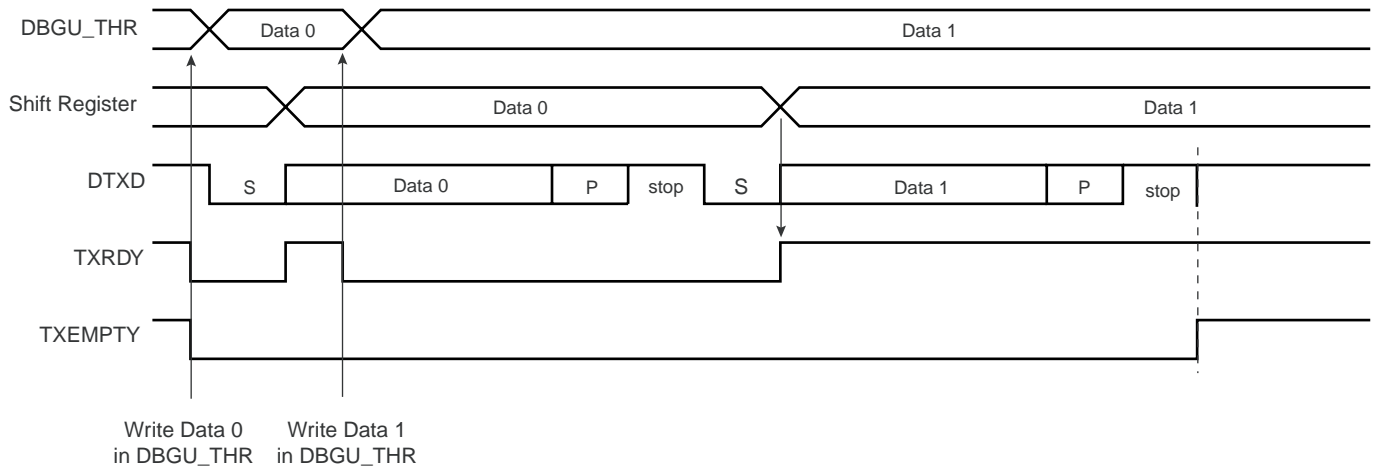 DBGU_THR Data 0 Data 1
Shift Register Data 0 Data 1
DTXD S Data 0 P stop S Data 1 P stop
TXRDY
TXEMPTY
Write Data 0 Write Data 1
in DBGU_THR in DBGU_THR